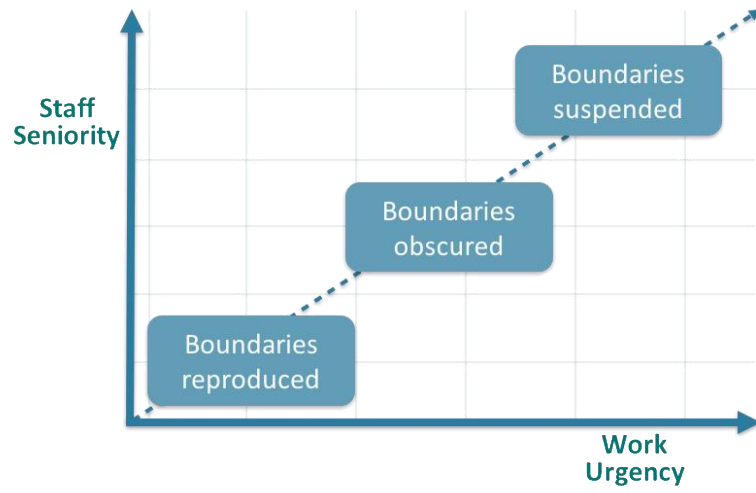 Boundaries
suspended
Staff
Seniority
Boundaries
obscured
Boundaries
reproduced
Work
Urgency